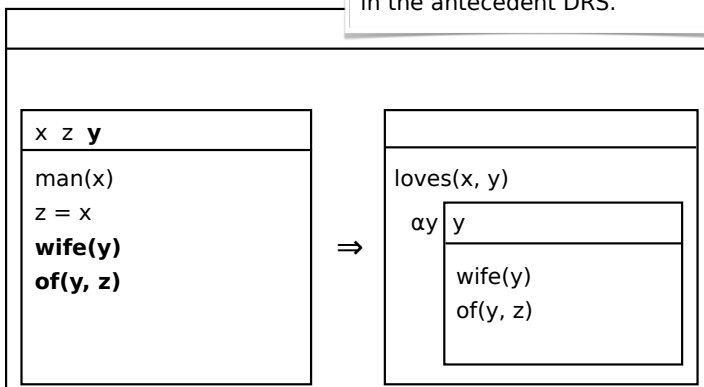 in the antecedent DRS.
x z y
man(x)
z = x
wife(y)
of(y, z)
⇒
loves(x, y)
αy y
wife(y)
of(y, z)